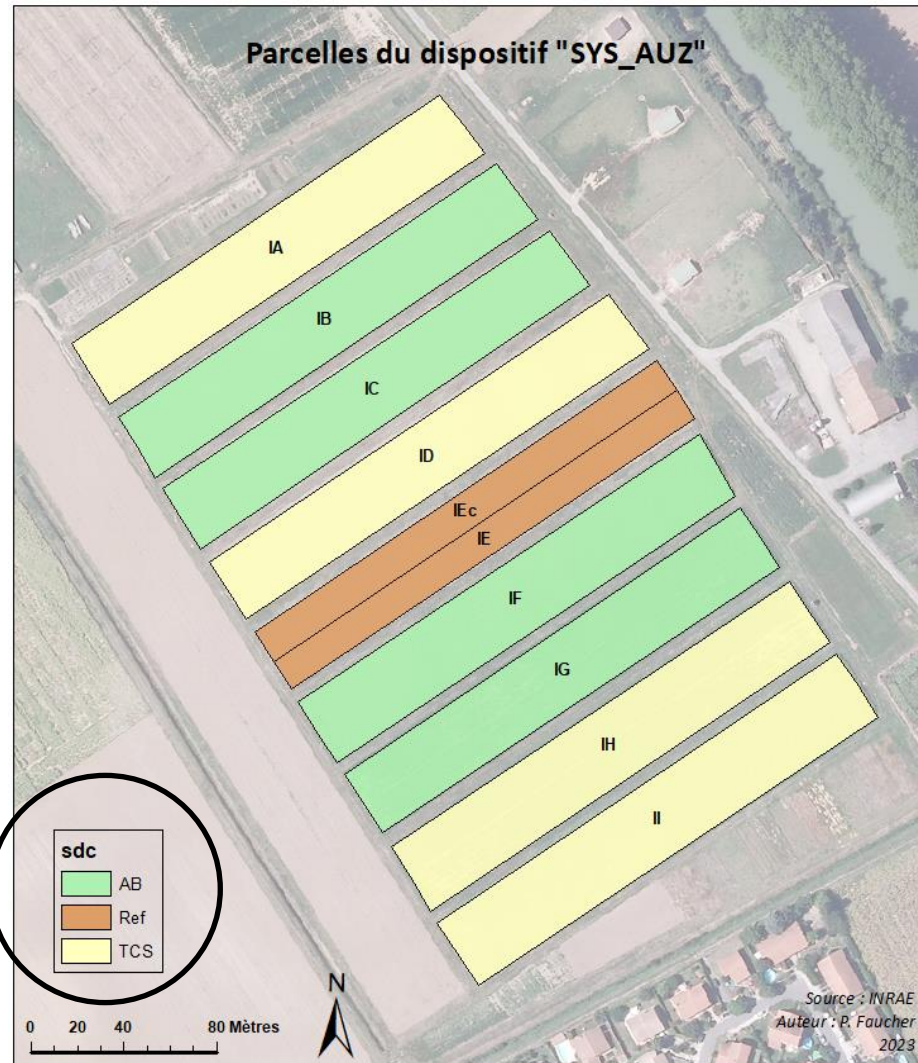 Parcelles du dispositif "SYS_AUZ"
IA
IB
IC
ID
IEc
IE
IF
IG
IH
II
sdc
AB
Ref
TCS
N
0 20 40 80 Mètres
Source : INRAE
Auteur : P. Faucher
2023